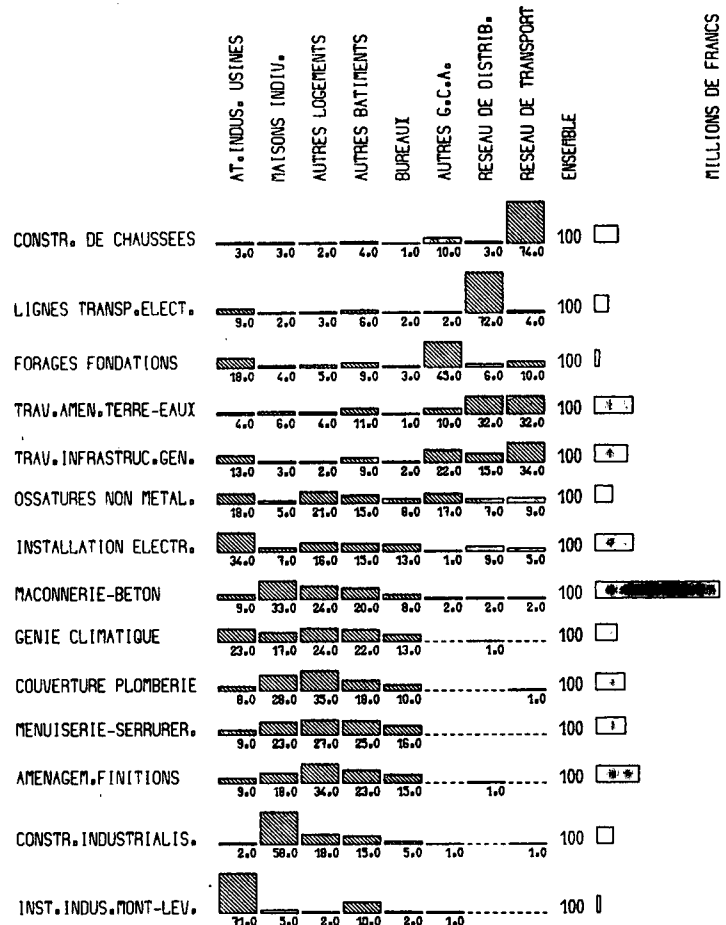 AT.INDUS. USINES
MAISONS INDIV.
AUTRES LOGEMENTS
AUTRES BATIMENTS
BUREAUX
AUTRES G.C.A.
RESEAU DE DISTRIB.
RESEAU DE TRANSPORT
ENSEMBLE
MILLIONS DE FRANCS
CONSTR. DE CHAUSSEES 100
3.0 3.0 2.0 4.0 1.0 10.0 3.0 74.0
LIGNES TRANSP.ELECT. 100
9.0 2.0 3.0 6.0 2.0 2.0 72.0 4.0
FORAGES FONDATIONS 100
18.0 4.0 5.0 9.0 3.0 45.0 6.0 10.0
TRAV.AMEN.TERRE-EAUX 100
4.0 6.0 4.0 11.0 1.0 10.0 32.0 32.0
TRAV.INFRASTRUC.GEN. 100
13.0 3.0 2.0 9.0 2.0 22.0 15.0 34.0
OSSATURES NON METAL. 100
18.0 5.0 21.0 15.0 8.0 17.0 7.0 9.0
INSTALLATION ELECTR. 100
34.0 7.0 16.0 15.0 13.0 1.0 9.0 5.0
MACONNERIE-BETON 100
9.0 33.0 24.0 20.0 8.0 2.0 2.0 2.0
GENIE CLIMATIQUE 100
23.0 17.0 24.0 22.0 13.0 1.0
COUVERTURE PLOMBERIE 100
8.0 28.0 35.0 18.0 10.0 1.0
MENUISERIE-SERRURER. 100
9.0 23.0 27.0 25.0 16.0
AMENAGEM.FINITIONS 100
9.0 18.0 34.0 23.0 15.0 1.0
CONSTR.INDUSTRIALIS. 100
2.0 58.0 18.0 15.0 5.0 1.0 1.0
INST.INDUS.MONT-LEV. 100
71.0 5.0 2.0 10.0 2.0 1.0